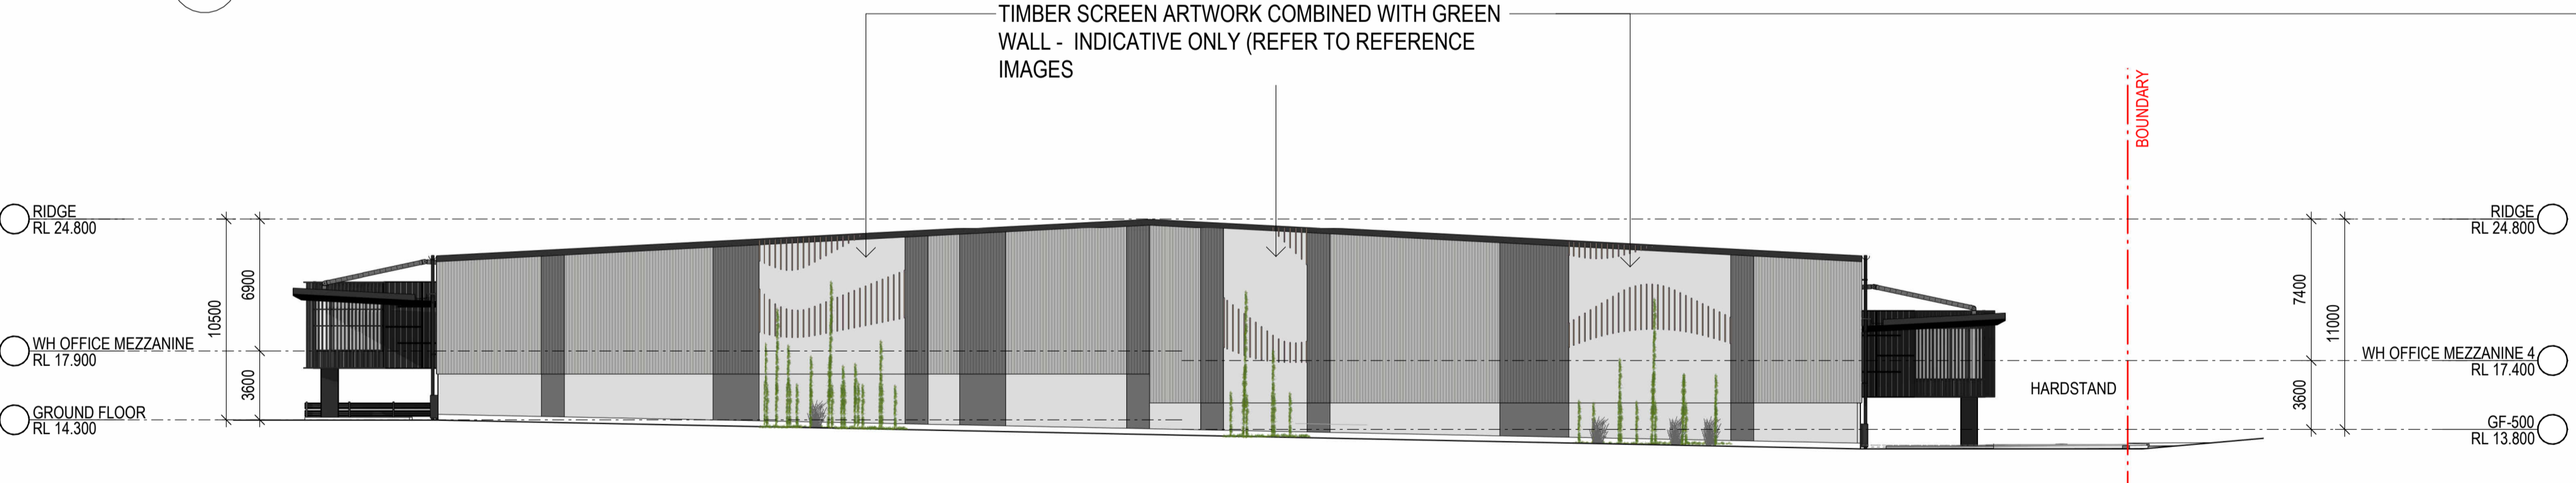 TIMBER SCREEN ARTWORK COMBINED WITH GREEN
WALL - INDICATIVE ONLY (REFER TO REFERENCE
IMAGES
BOUNDARY
RIDGE
RL 24.800
WH OFFICE MEZZANINE
RL 17.900
GROUND FLOOR
RL 14.300
10500
6900
3600
HARDSTAND
7400
3600
11000
RIDGE
RL 24.800
WH OFFICE MEZZANINE 4
RL 17.400
GF-500
RL 13.800